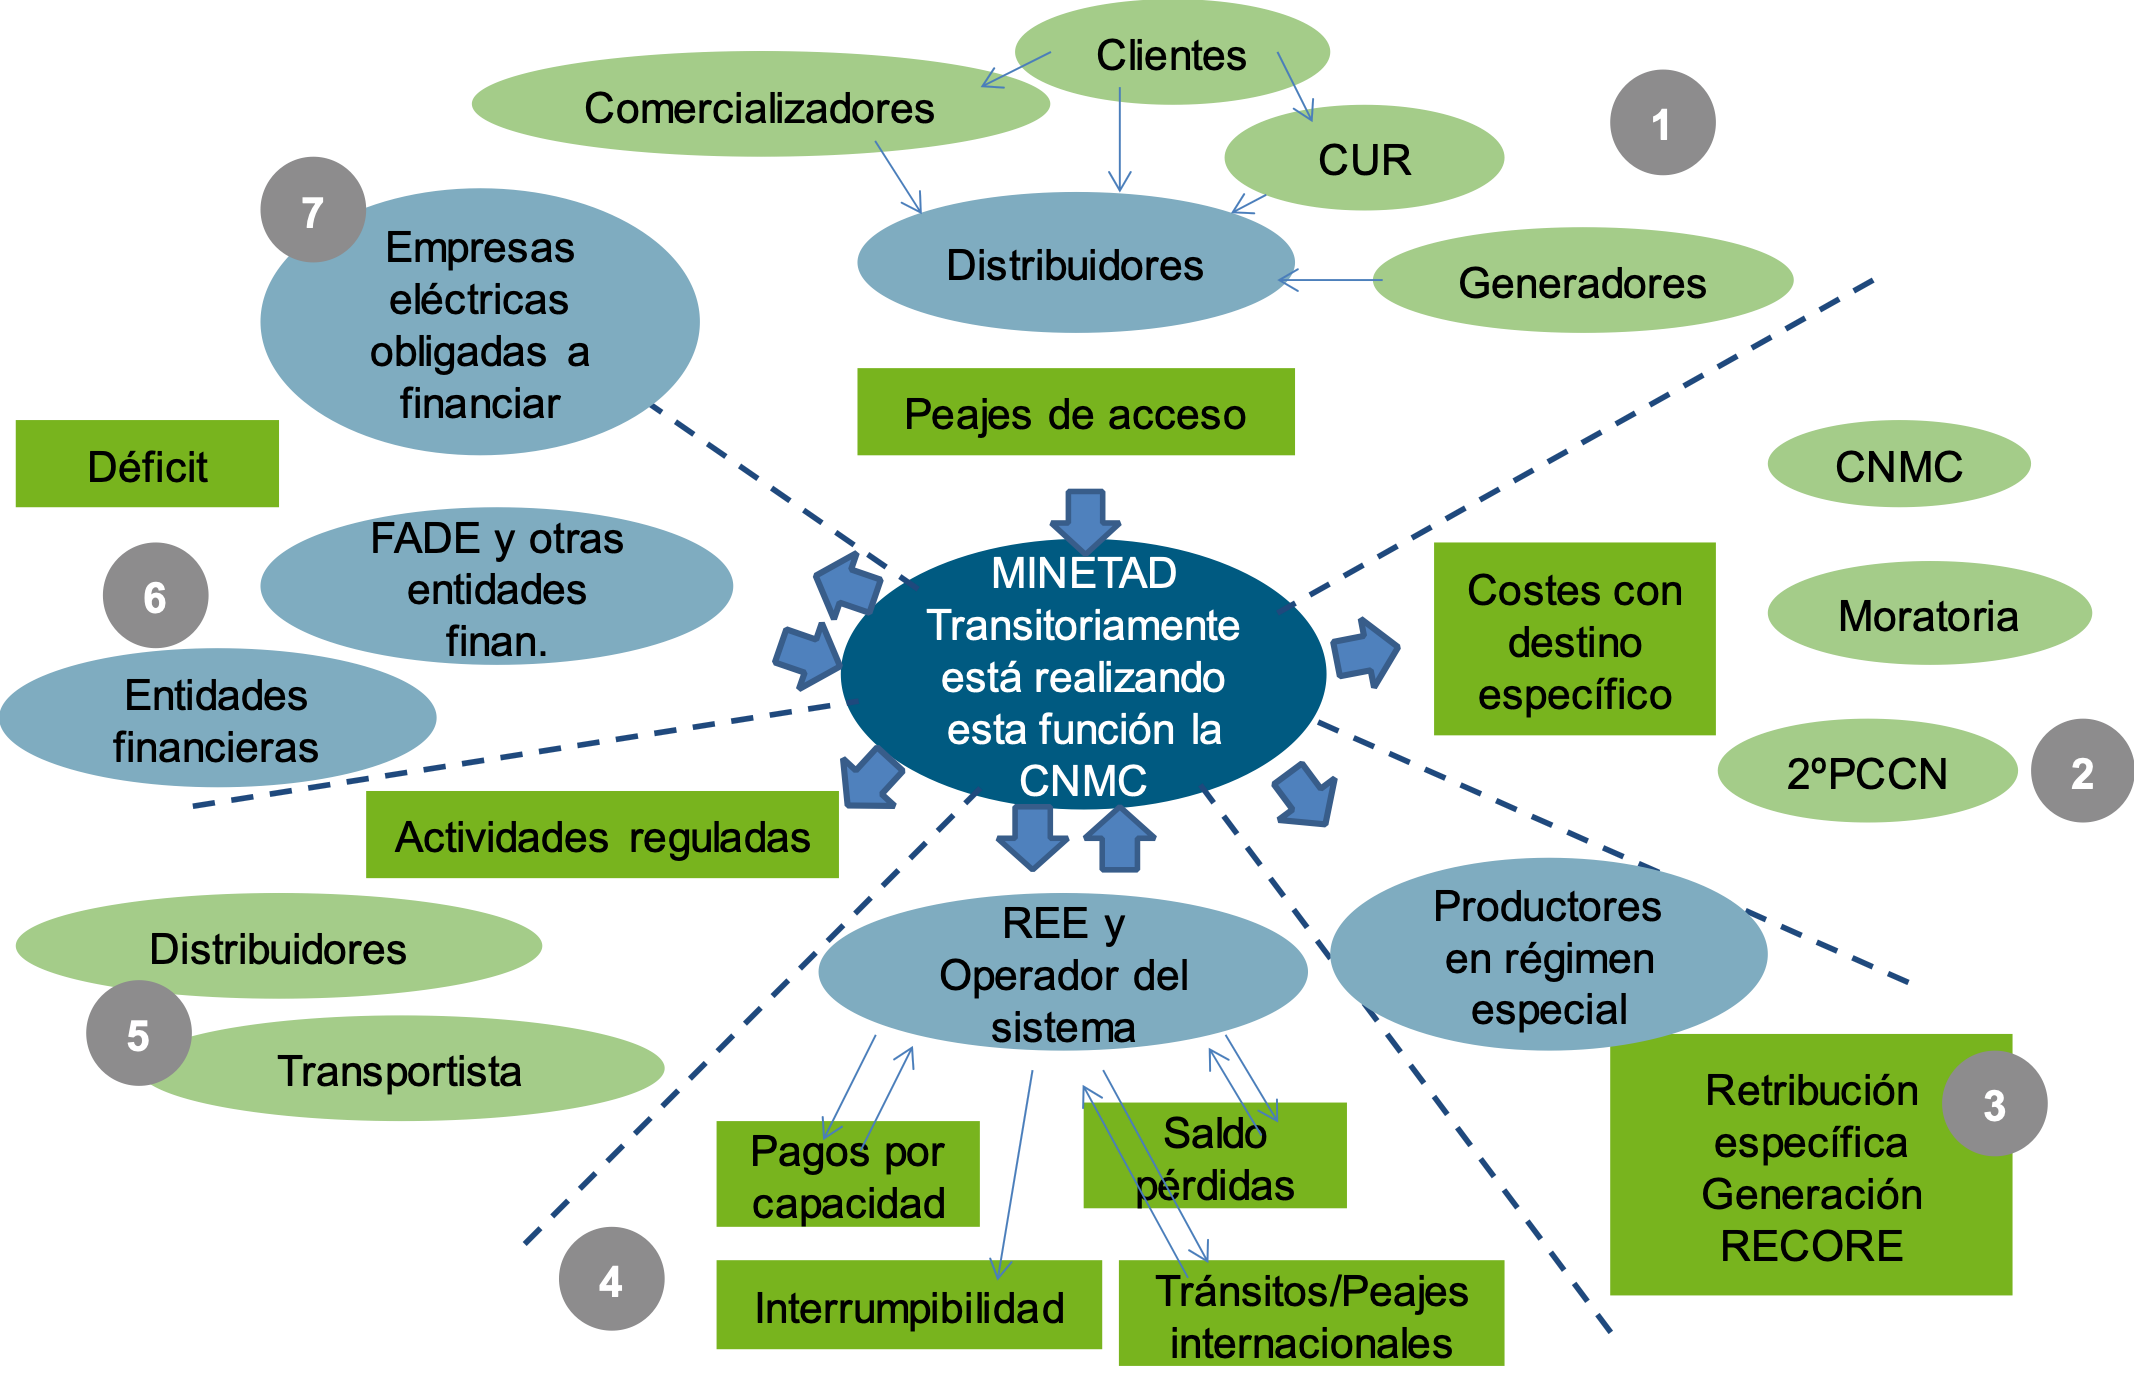 Clientes
Comercializadores
1
CUR
7
Empresas
eléctricas
obligadas a
financiar
Distribuidores
Generadores
Peajes de acceso
Déficit
CNMC
FADE y otras
entidades
finan.
6
MINETAD
Transitoriamente
está realizando
esta función la
CNMC
Costes con
destino
específico
Moratoria
Entidades
financieras
2ºPCCN
2
Actividades reguladas
Distribuidores
5
Transportista
REE y
Operador del
sistema
Productores
en régimen
especial
Retribución
específica
Generación
RECORE
3
Pagos por
capacidad
Saldo
pérdidas
4
Interrumpibilidad
Tránsitos/Peajes
internacionales